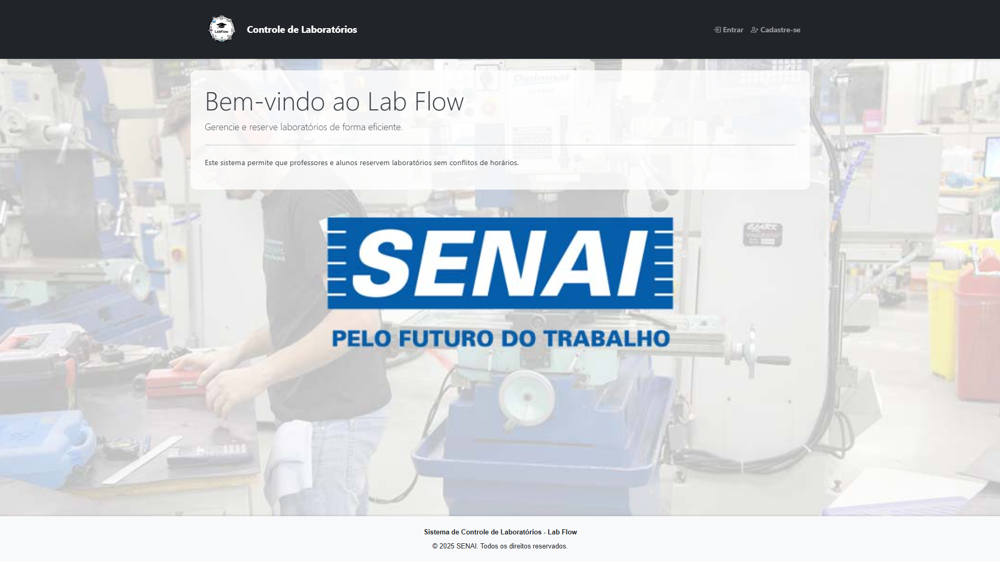 LabFlow
Controle de Laboratórios
Entrar
Cadastre-se
Diplomat
Bem-vindo ao Lab Flow
Gerencie e reserve laboratórios de forma eficiente.
Este sistema permite que professores e alunos reservem laboratórios sem conflitos de horários.
CLARK
SENAI
PELO FUTURO DO TRABALHO
Sistema de Controle de Laboratórios - Lab Flow
© 2025 SENAI. Todos os direitos reservados.